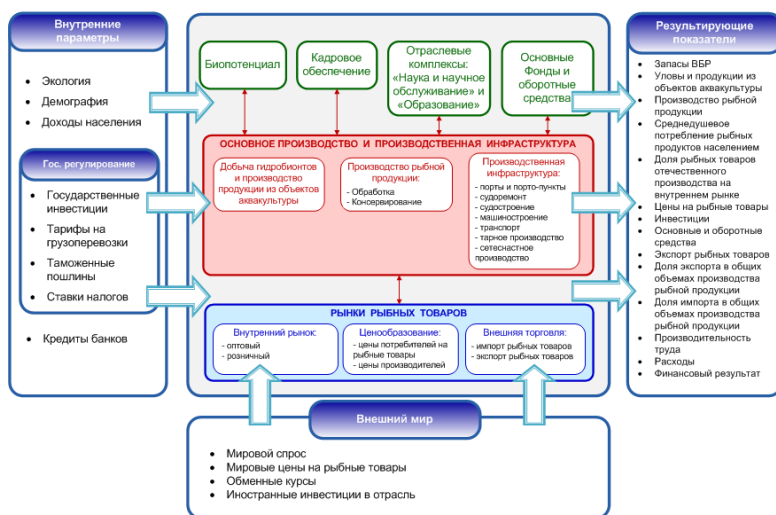 Внутренние
параметры
• Экология
• Демография
• Доходы населения
Гос. регулирование
• Государственные
инвестиции
• Тарифы на
грузоперевозки
• Таможенные
пошлины
• Ставки налогов
• Кредиты банков
Биопотенциал
Кадровое
обеспечение
Отраслевые
комплексы:
«Наука и научное
обслуживание» и
«Образование»
Основные
Фонды и
оборотные
средства
ОСНОВНОЕ ПРОИЗВОДСТВО И ПРОИЗВОДСТВЕННАЯ ИНФРАСТРУКТУРА
Добыча гидробионтов
и производство
продукции из объектов
аквакультуры
Производство рыбной
продукции:
- Обработка
- Консервирование
Производственная
инфраструктура:
- порты и порто-пункты
- судоремонт
- судостроение
- машиностроение
- транспорт
- тарное производство
- сетеснастное
производство
РЫНКИ РЫБНЫХ ТОВАРОВ
Внутренний рынок:
- оптовый
- розничный
Ценообразование:
- цены потребителей на
рыбные товары
- цены производителей
Внешняя торговля:
- импорт рыбных товаров
- экспорт рыбных товаров
Внешний мир
• Мировой спрос
• Мировые цены на рыбные товары
• Обменные курсы
• Иностранные инвестиции в отрасль
Результирующие
показатели
• Запасы ВБР
• Уловы и продукции из
объектов аквакультуры
• Производство рыбной
продукции
• Среднедушевое
потребление рыбных
продуктов населением
• Доля рыбных товаров
отечественного
производства на
внутреннем рынке
• Цены на рыбные товары
• Инвестиции
• Основные и оборотные
средства
• Экспорт рыбных товаров
• Доля экспорта в общих
объемах производства
рыбной продукции
• Доля импорта в общих
объемах производства
рыбной продукции
• Производительность
труда
• Расходы
• Финансовый результат